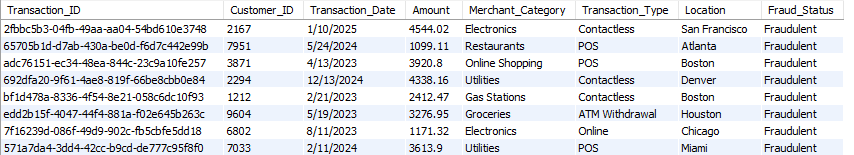 Transaction_ID Customer_ID Transaction_Date Amount Merchant_Category Transaction_Type Location Fraud_Status
2fbbc5b3-04fb-49aa-aa04-54bd610e3748 2167 1/10/2025 4544.02 Electronics Contactless San Francisco Fraudulent
65705b1d-d7ab-430a-be0d-f6d7c442e99b 7951 5/24/2024 1099.11 Restaurants POS Atlanta Fraudulent
adc76151-ec34-48ea-844c-23c9a10fe257 3871 4/13/2023 3920.8 Online Shopping POS Boston Fraudulent
692dfa20-9f61-4ae8-819f-66be8cbb0e84 2294 12/13/2024 4338.16 Utilities Contactless Denver Fraudulent
bf1d478a-8336-4f54-8e21-058c6dc10f93 1212 2/21/2023 2412.47 Gas Stations Contactless Boston Fraudulent
edd2b15f-4047-44f4-881a-f02e645b263c 9604 5/19/2023 3276.95 Groceries ATM Withdrawal Houston Fraudulent
7f16239d-086f-49d9-902c-fb5cbfe5dd18 6802 8/11/2023 1171.32 Electronics Online Chicago Fraudulent
571a7da4-3dd4-42cc-b9cd-de777c95f8f0 7033 2/11/2024 3613.9 Utilities POS Miami Fraudulent